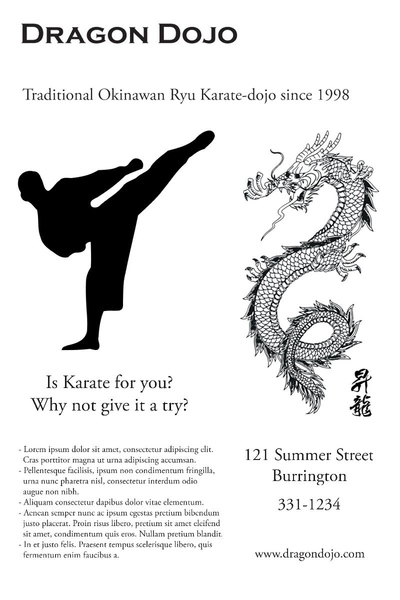 DRAGON DOJO
Traditional Okinawan Ryu Karate-dojo since 1998
Is Karate for you?
Why not give it a try?
昇
龍
- Lorem ipsum dolor sit amet, consectetur adipiscing elit.
Cras porttitor magna ut urna adipiscing accumsan.
- Pellentesque facilisis, ipsum non condimentum fringilla,
urna nunc pharetra nisl, consectetur interdum odio
augue non nibh.
- Aliquam consectetur dapibus dolor vitae elementum.
- Aenean semper nunc ac ipsum egestas pretium bibendum
justo placerat. Proin risus libero, pretium sit amet eleifend
sit amet, condimentum quis eros. Nullam pretium blandit
- In et justo felis. Praesent tempus scelerisque libero, quis
fermentum enim faucibus a.
121 Summer Street
Burrington
331-1234
www.dragondojo.com